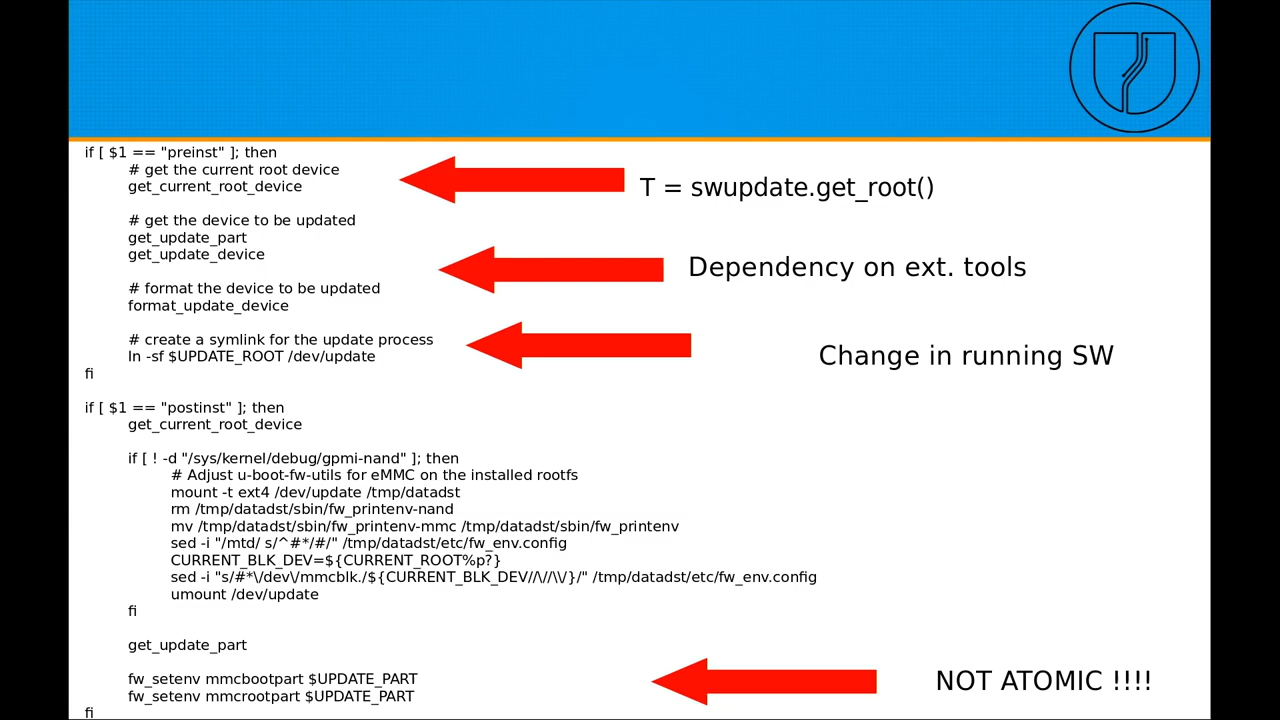 if [ $1 == "preinst" ]; then
# get the current root device
get_current_root_device
T = swupdate.get_root()
# get the device to be updated
get_update_part
get_update_device
Dependency on ext. tools
# format the device to be updated
format_update_device
# create a symlink for the update process
ln -sf $UPDATE_ROOT /dev/update
Change in running SW
fi
if [ $1 == "postinst" ]; then
get_current_root_device
if [ ! -d "/sys/kernel/debug/gpmi-nand" ]; then
# Adjust u-boot-fw-utils for eMMC on the installed rootfs
mount -t ext4 /dev/update /tmp/datadst
rm /tmp/datadst/sbin/fw_printenv-nand
mv /tmp/datadst/sbin/fw_printenv-mmc /tmp/datadst/sbin/fw_printenv
sed -i "/mtd/ s/^#*/#/" /tmp/datadst/etc/fw_env.config
CURRENT_BLK_DEV=${CURRENT_ROOT%p?}
sed -i "s/#*\/dev\/mmcblk./${CURRENT_BLK_DEV//\//\\/}/" /tmp/datadst/etc/fw_env.config
umount /dev/update
fi
get_update_part
fw_setenv mmcbootpart $UPDATE_PART
fw_setenv mmcrootpart $UPDATE_PART
NOT ATOMIC !!!!
fi